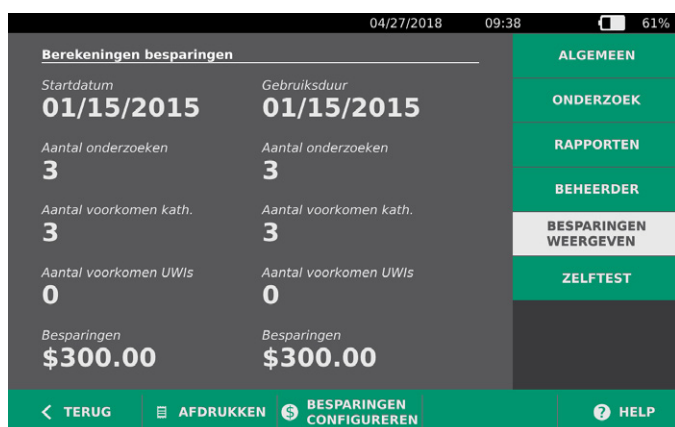 04/27/2018 09:38 61%
Berekeningen besparingen
Startdatum Gebruiksduur
01/15/2015 01/15/2015
Aantal onderzoeken Aantal onderzoeken
3 3
Aantal voorkomen kath. Aantal voorkomen kath.
3 3
Aantal voorkomen UWIs Aantal voorkomen UWIs
0 0
Besparingen Besparingen
$300.00 $300.00
ALGEMEEN
ONDERZOEK
RAPPORTEN
BEHEERDER
BESPARINGEN
WEERGEVEN
ZELFTEST
TERUG
AFDRUKKEN
$ BESPARINGEN
CONFIGUREREN
? HELP